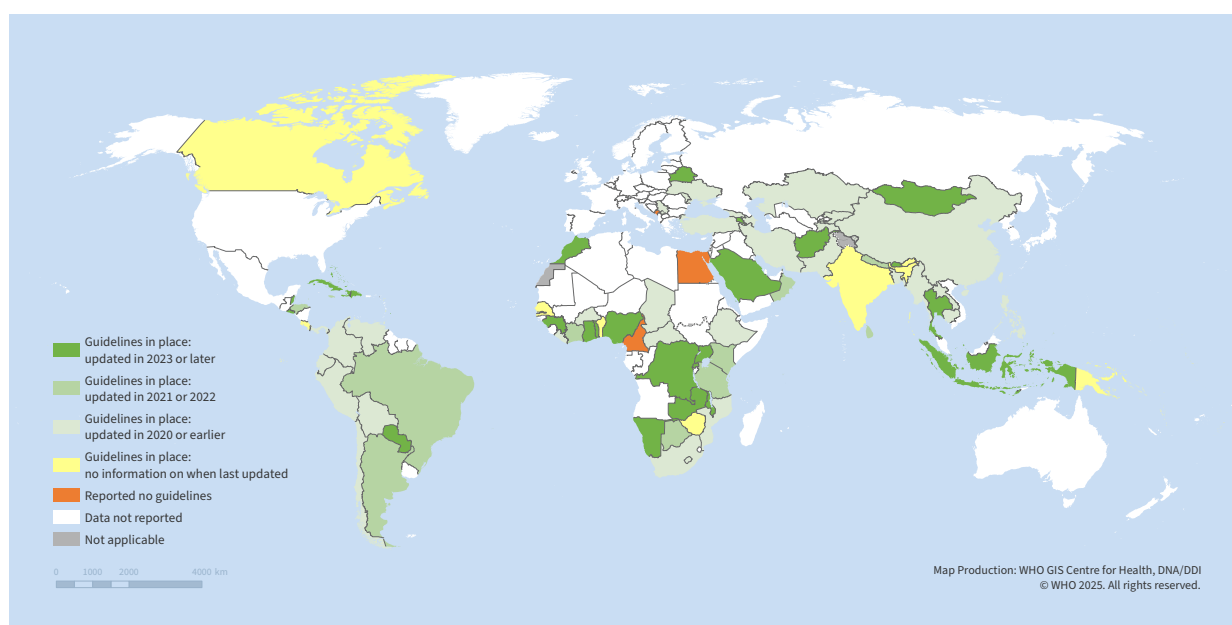 Guidelines in place:
updated in 2023 or later
Guidelines in place:
updated in 2021 or 2022
Guidelines in place:
updated in 2020 or earlier
Guidelines in place:
no information on when last updated
Reported no guidelines
Data not reported
Not applicable
0 1000 2000 4000 km
Map Production: WHO GIS Centre for Health, DNA/DDI
© WHO 2025. All rights reserved.